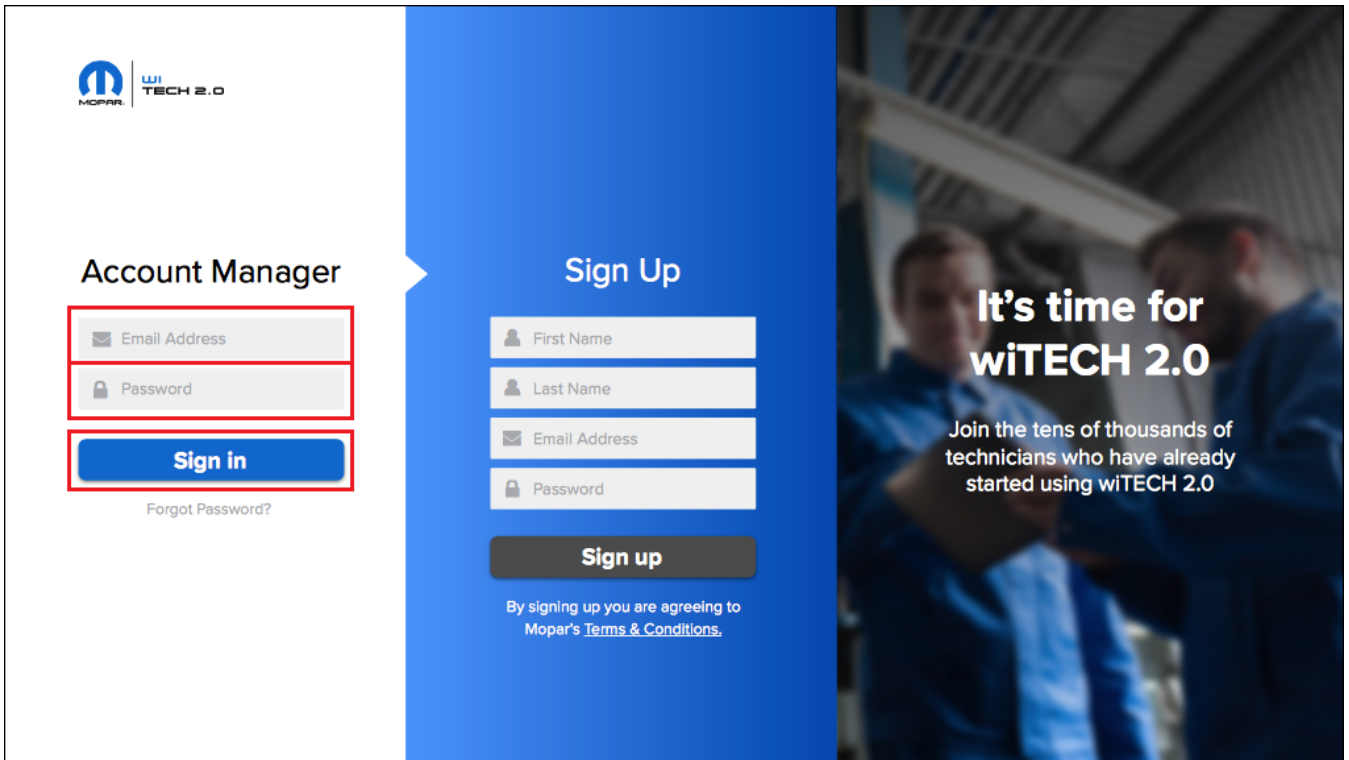 MOPAR.
WI
TECH 2.0
Account Manager
Email Address
Password
Sign in
Forgot Password?
Sign Up
First Name
Last Name
Email Address
Password
Sign up
By signing up you are agreeing to
Mopar's Terms & Conditions.
It's time for
wiTECH 2.0
Join the tens of thousands of
technicians who have already
started using wiTECH 2.0